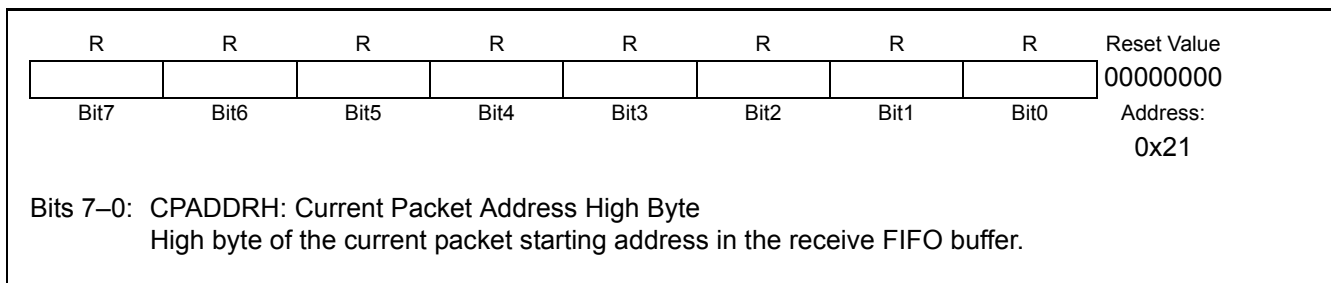 R R R R R R R R Reset Value
00000000
Bit7 Bit6 Bit5 Bit4 Bit3 Bit2 Bit1 Bit0 Address:
0x21
Bits 7–0: CPADDRH: Current Packet Address High Byte
High byte of the current packet starting address in the receive FIFO buffer.